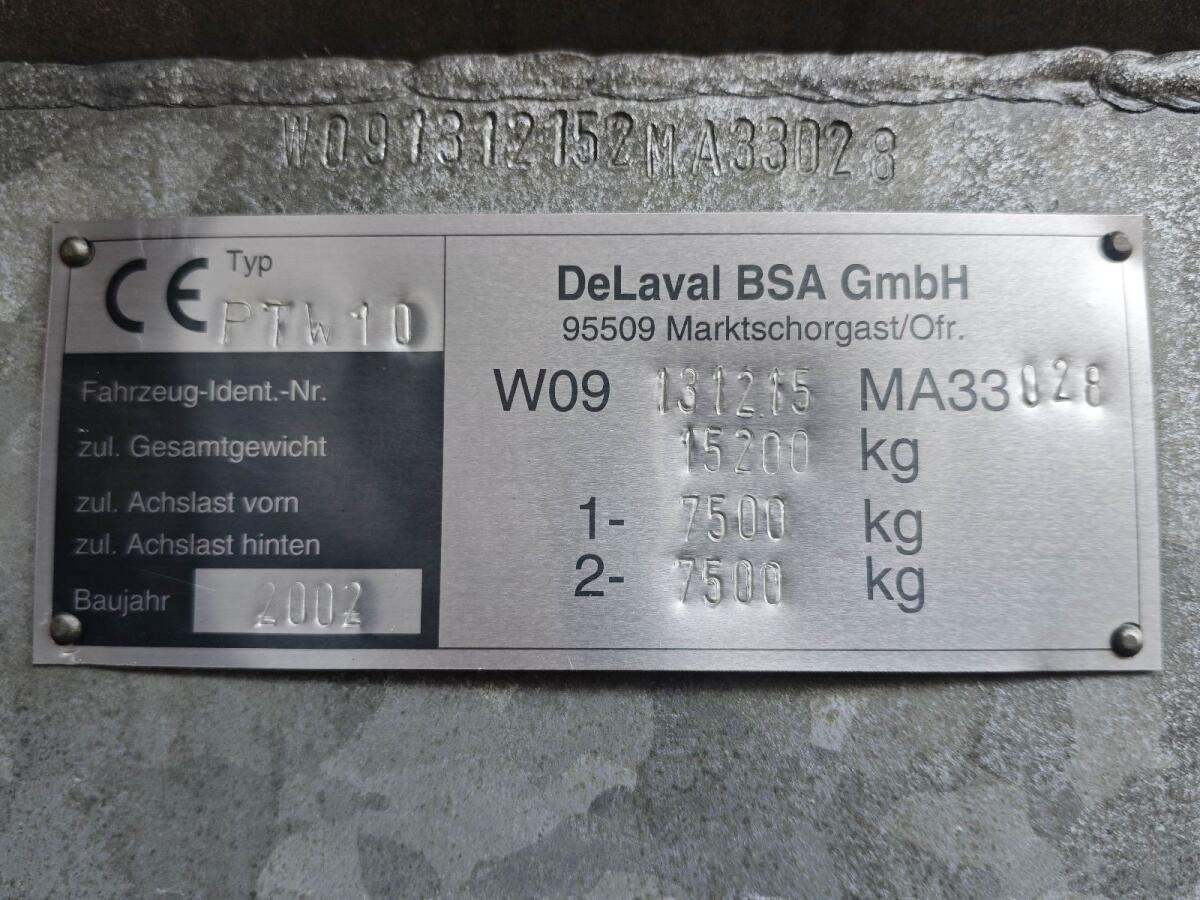 W091312152MA33028
CE Typ
PTW10
DeLaval BSA GmbH
95509 Marktschorgast/Ofr.
Fahrzeug-Ident.-Nr. W09 131215 MA33028
zul. Gesamtgewicht 15200 kg
zul. Achslast vorn 1- 7500 kg
zul. Achslast hinten 2- 7500 kg
Baujahr 2002